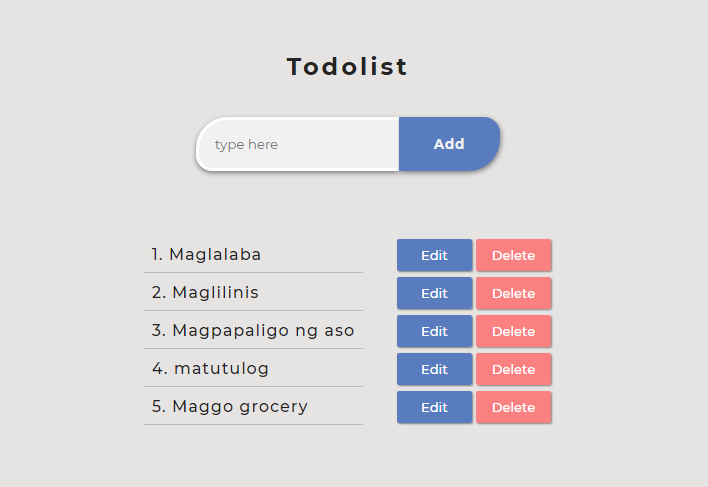 Todolist
type here Add
1. Maglalaba Edit Delete
2. Maglilinis Edit Delete
3. Magpapaligo ng aso Edit Delete
4. matutulog Edit Delete
5. Maggo grocery Edit Delete